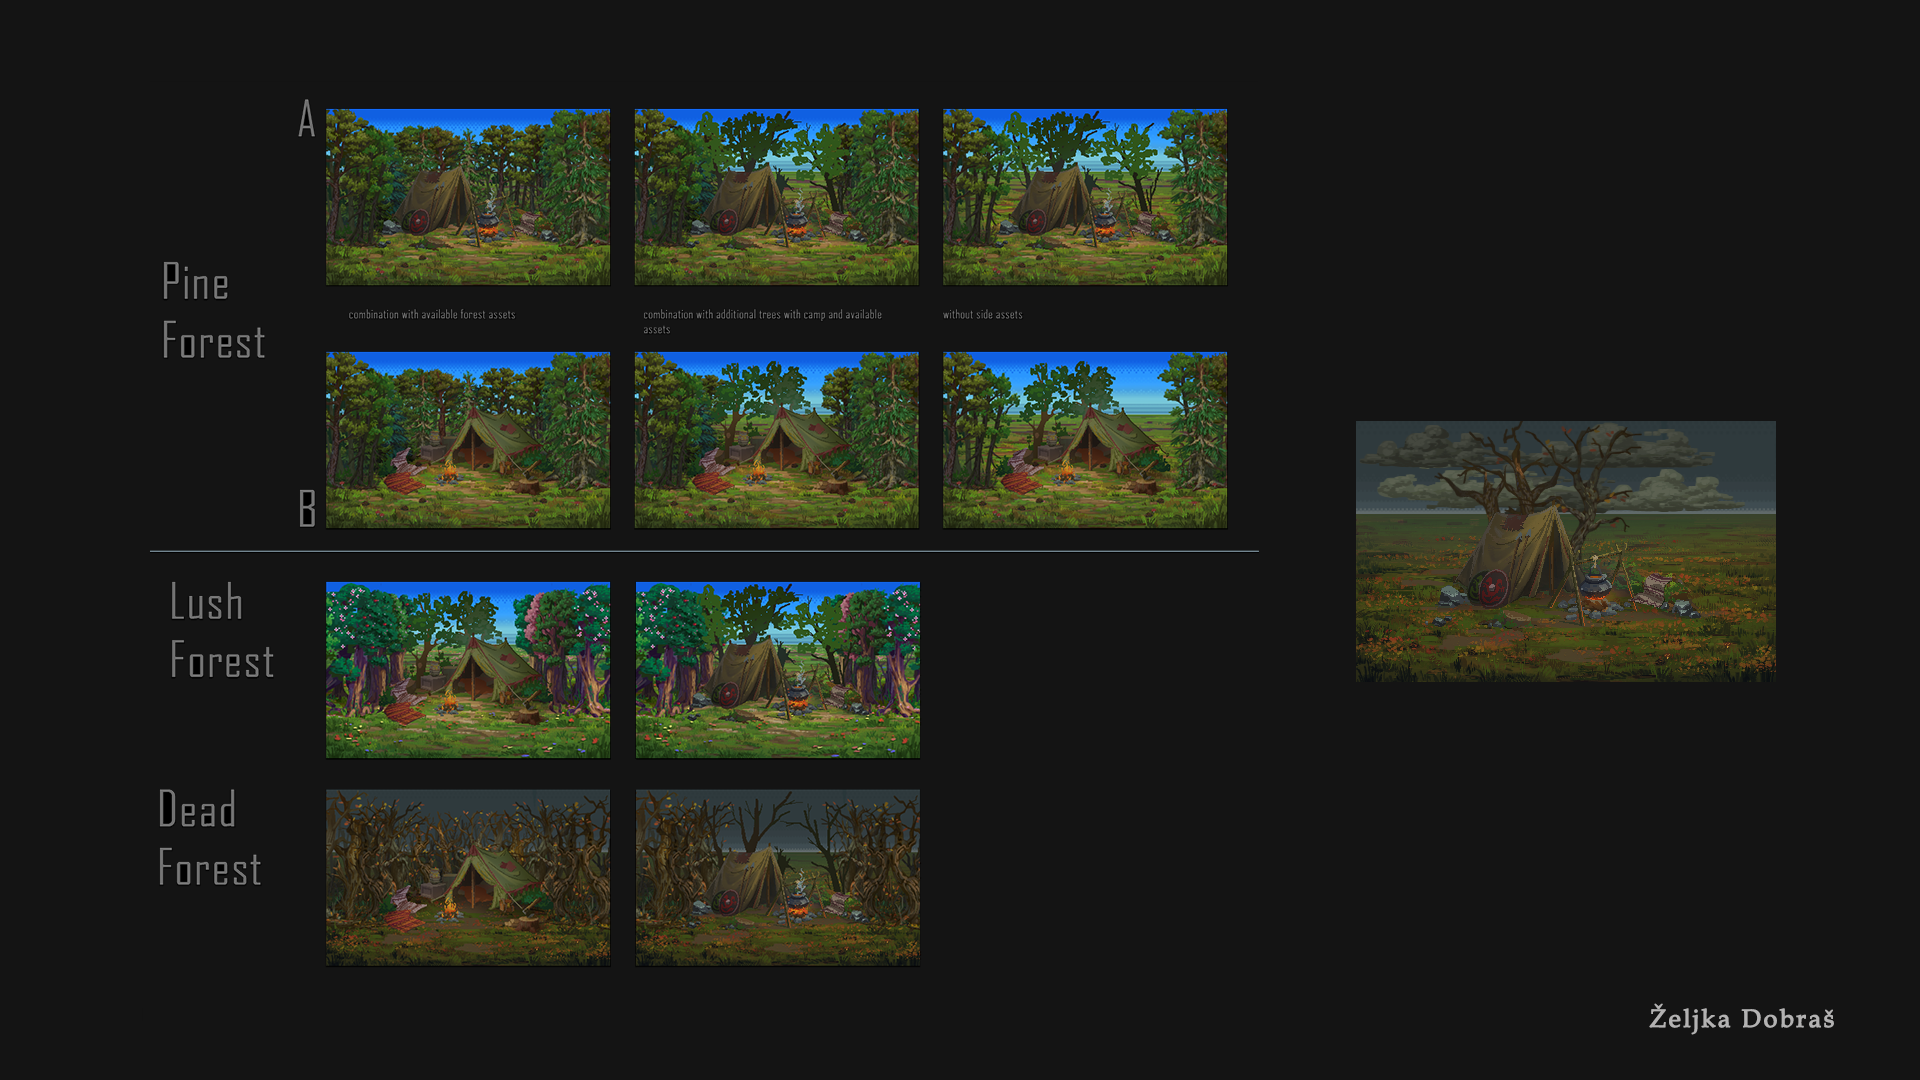 A
Pine
Forest
combination with available forest assets
combination with additional trees with camp and available
assets
without side assets
B
Lush
Forest
Dead
Forest
Željka Dobraš